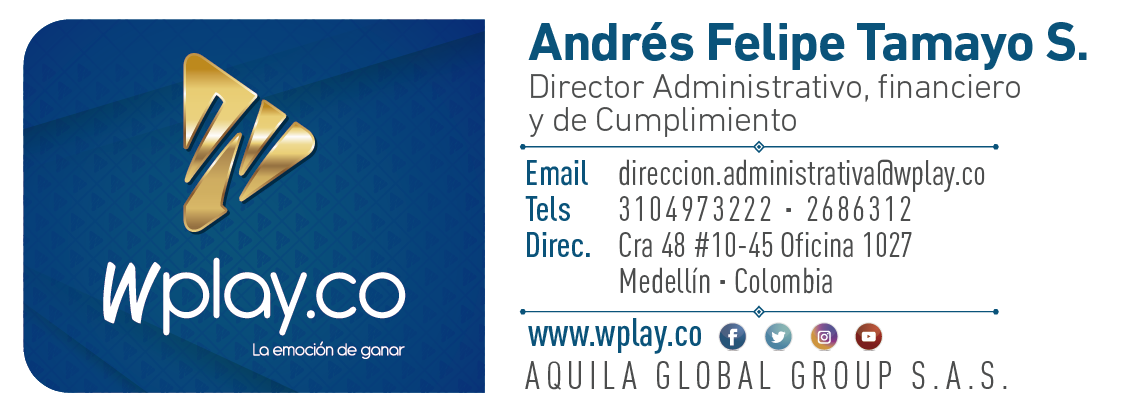 Wplay.co
La emoción de ganar
Andrés Felipe Tamayo S.
Director Administrativo, financiero
y de Cumplimiento
Email direccion.administrativa@wplay.co
Tels 3104973222 · 2686312
Direc. Cra 48 #10-45 Oficina 1027
Medellín · Colombia
www.wplay.co
AQUILA GLOBAL GROUP S.A.S.